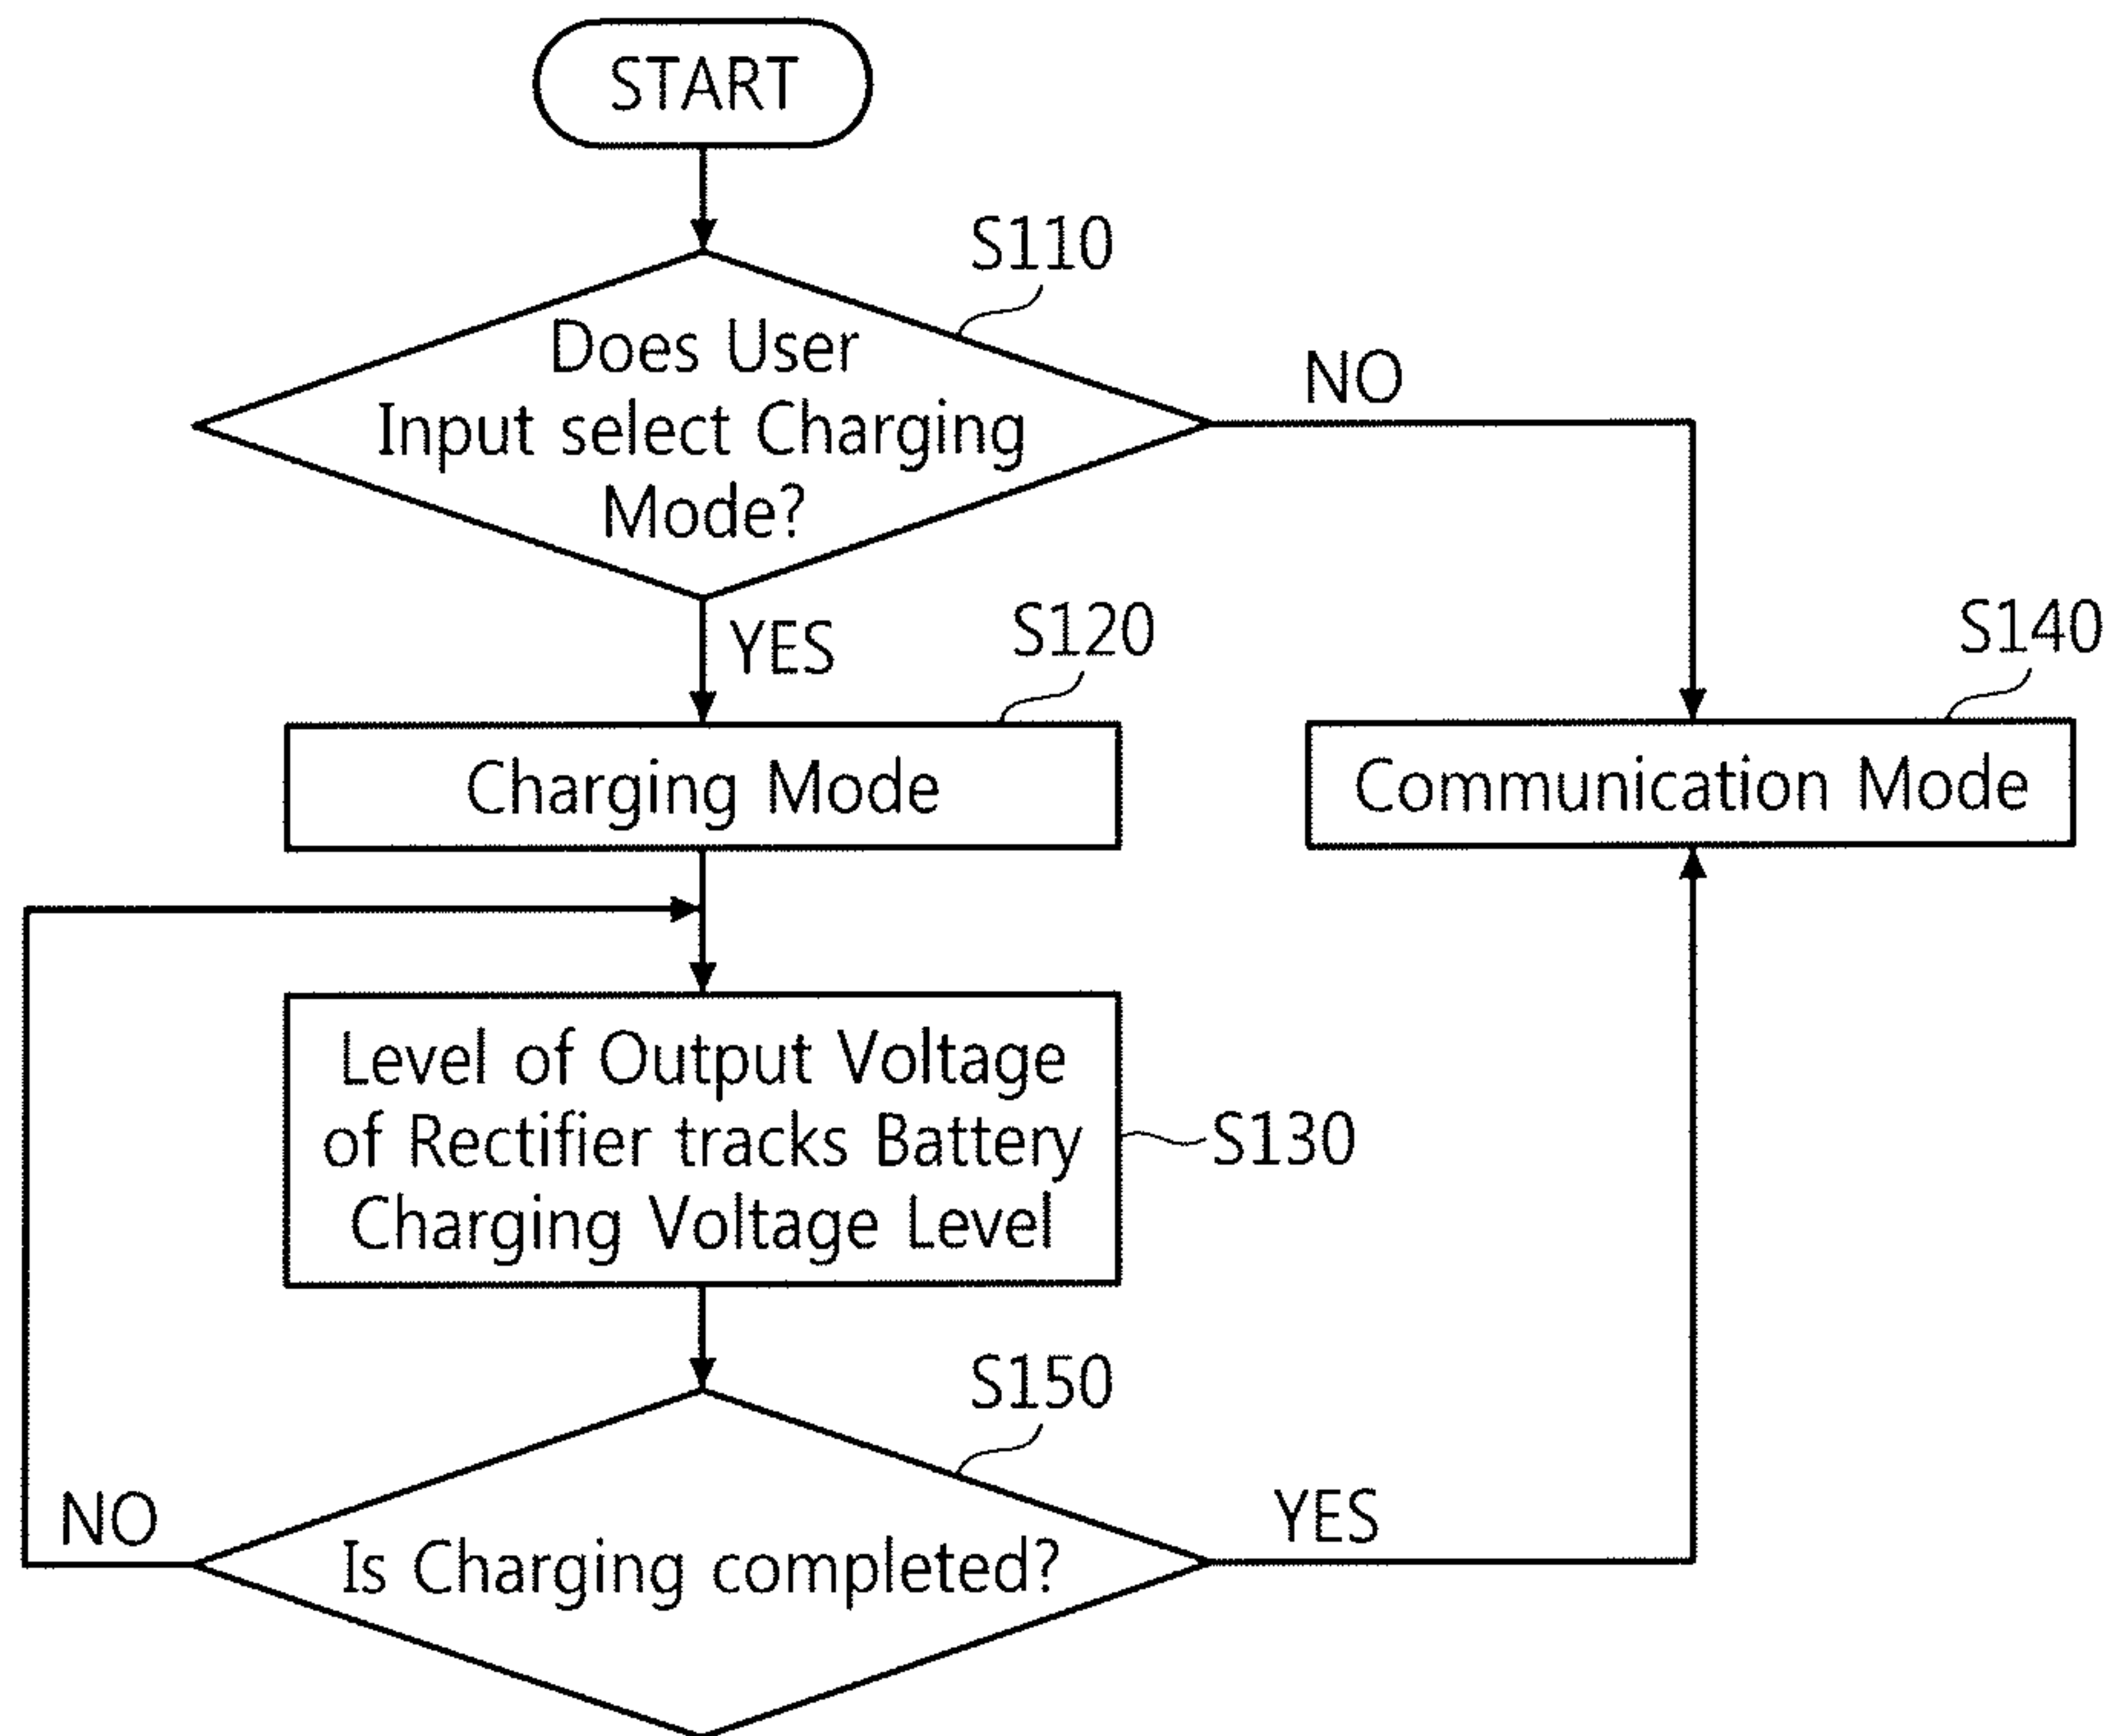 START
S110
Does User
Input select Charging
Mode?
NO
YES
S120
S140
Charging Mode
Communication Mode
Level of Output Voltage
of Rectifier tracks Battery
Charging Voltage Level
S130
S150
NO
Is Charging completed?
YES